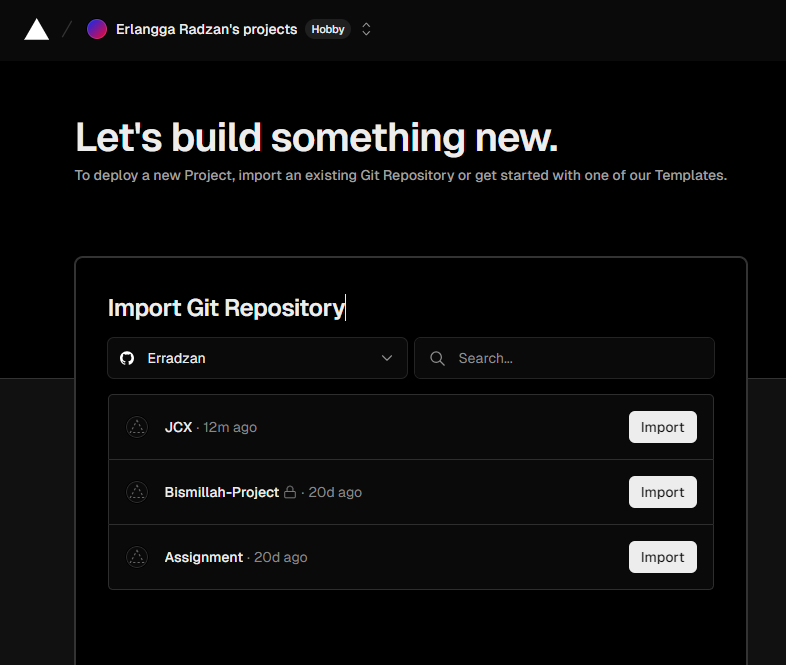 Erlangga Radzan's projects Hobby
Let's build something new.
To deploy a new Project, import an existing Git Repository or get started with one of our Templates.
Import Git Repository
Erradzan Search...
JCX · 12m ago Import
Bismillah-Project · 20d ago Import
Assignment · 20d ago Import